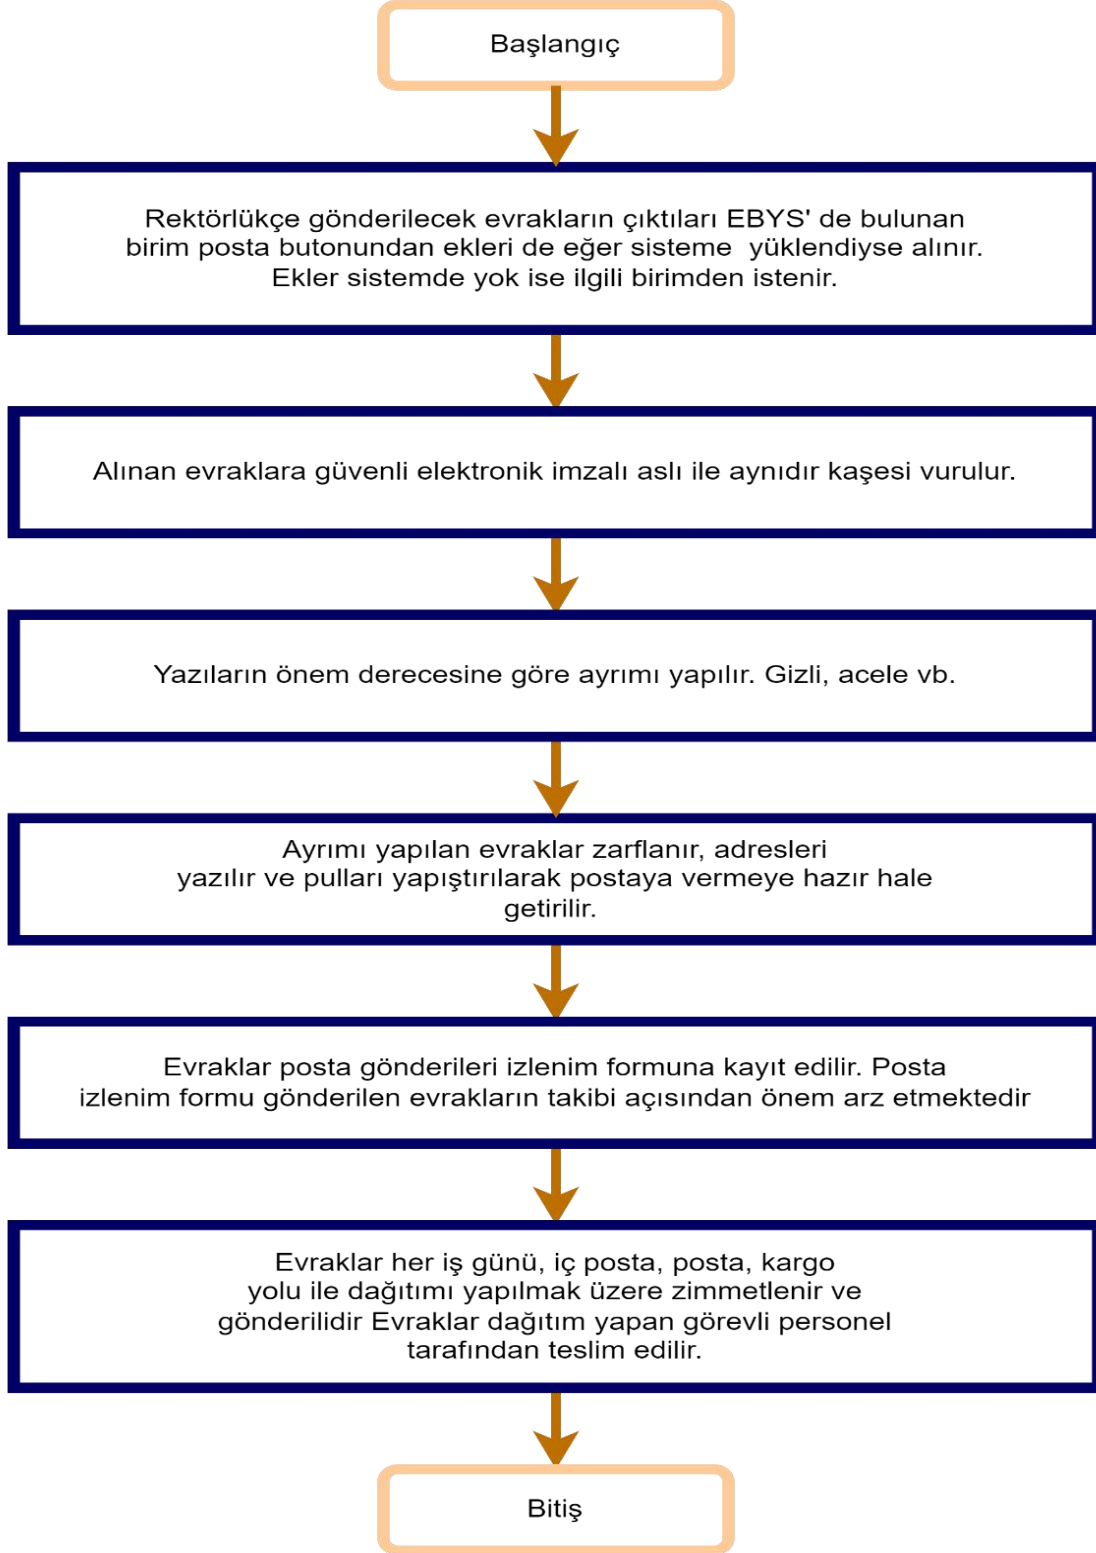 Başlangıç
Rektörlükçe gönderilecek evrakların çıktıları EBYS' de bulunan
birim posta butonundan ekleri de eğer sisteme yüklendiyse alınır.
Ekler sistemde yok ise ilgili birimden istenir.
Alınan evraklara güvenli elektronik imzalı aslı ile aynıdır kaşesi vurulur.
Yazıların önem derecesine göre ayrımı yapılır. Gizli, acele vb.
Ayrımı yapılan evraklar zarflanır, adresleri
yazılır ve pulları yapıştırılarak postaya vermeye hazır hale
getirilir.
Evraklar posta gönderileri izlenim formuna kayıt edilir. Posta
izlenim formu gönderilen evrakların takibi açısından önem arz etmektedir
Evraklar her iş günü, iç posta, posta, kargo
yolu ile dağıtımı yapılmak üzere zimmetlenir ve
gönderilidir Evraklar dağıtım yapan görevli personel
tarafından teslim edilir.
Bitiş